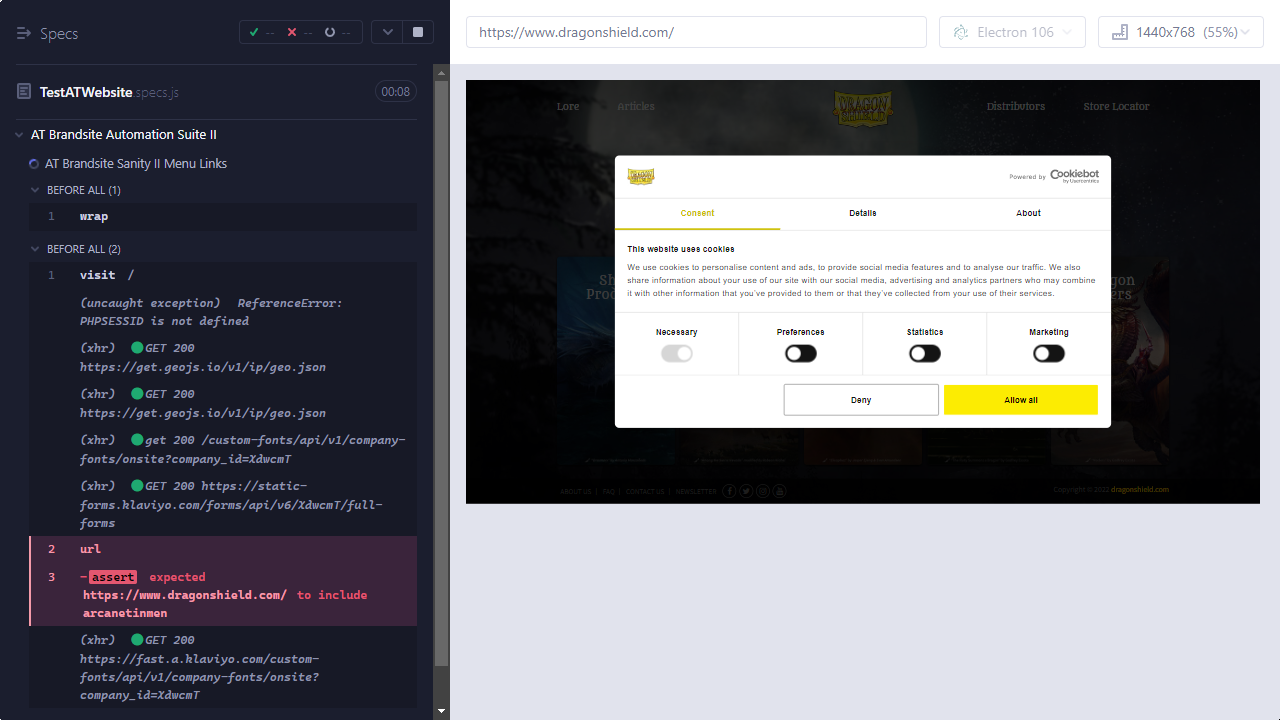 Specs
-- -- --
TestATWebsite.specs.js
00:08
AT Brandsite Automation Suite II
AT Brandsite Sanity II Menu Links
BEFORE ALL (1)
1 wrap
BEFORE ALL (2)
1 visit /
(uncaught exception) ReferenceError:
PHPSESSID is not defined
(xhr) GET 200
https://get.geojs.io/v1/ip/geo.json
(xhr) GET 200
https://get.geojs.io/v1/ip/geo.json
(xhr) get 200 /custom-fonts/api/v1/company-
fonts/onsite?company_id=XdwcmT
(xhr) GET 200 https://static-
forms.klaviyo.com/forms/api/v6/XdwcmT/full-
forms
2 url
3 -assert expected
https://www.dragonshield.com/ to include
arcanetinmen
(xhr) GET 200
https://fast.a.klaviyo.com/custom-
fonts/api/v1/company-fonts/onsite?
company_id=XdwcmT
https://www.dragonshield.com/
Electron 106
1440x768 (55%)
Lore
Articles
DRAGON
SHIELD
Distributors
Store Locator
Powered by Cookiebot
by Usercentrics
Consent
Details
About
This website uses cookies
We use cookies to personalise content and ads, to provide social media features and to analyse our traffic. We also
share information about your use of our site with our social media, advertising and analytics partners who may combine
it with other information that you've provided to them or that they've collected from your use of their services.
Necessary
Preferences
Statistics
Marketing
Deny
Allow all
ABOUT US | FAQ | CONTACT US | NEWSLETTER
Copyright © 2022 dragonshield.com